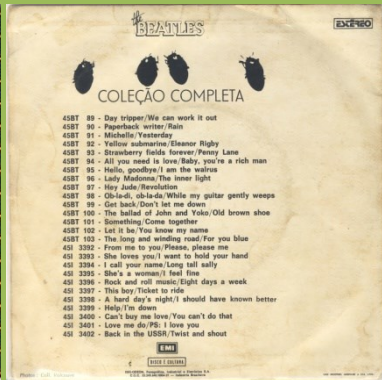 the BEATLES
ESTÉREO
COLEÇÃO COMPLETA
45BT 89 - Day tripper/We can work it out
45BT 90 - Paperback writer/Rain
45BT 91 - Michelle/Yesterday
45BT 92 - Yellow submarine/Eleanor Rigby
45BT 93 - Strawberry fields forever/Penny Lane
45BT 94 - All you need is love/Baby, you're a rich man
45BT 95 - Hello, goodbye/I am the walrus
45BT 96 - Lady Madonna/The inner light
45BT 97 - Hey Jude/Revolution
45BT 98 - Ob-la-di, ob-la-da/While my guitar gently weeps
45BT 99 - Get back/Don't let me down
45BT 100 - The ballad of John and Yoko/Old brown shoe
45BT 101 - Something/Come together
45BT 102 - Let it be/You know my name
45BT 103 - The long and winding road/For you blue
45I 3392 - From me to you/Please, please me
45I 3393 - She loves you/I want to hold your hand
45I 3394 - I call your name/Long tall sally
45I 3395 - She's a woman/I feel fine
45I 3396 - Rock and roll music/Eight days a week
45I 3397 - This boy/Ticket to ride
45I 3398 - A hard day's night/I should have known better
45I 3399 - Help/I'm down
45I 3400 - Can't buy me love/You can't do that
45I 3401 - Love me do/PS: I love you
45I 3402 - Back in the USSR/Twist and shout
EMI
DISCO É CULTURA